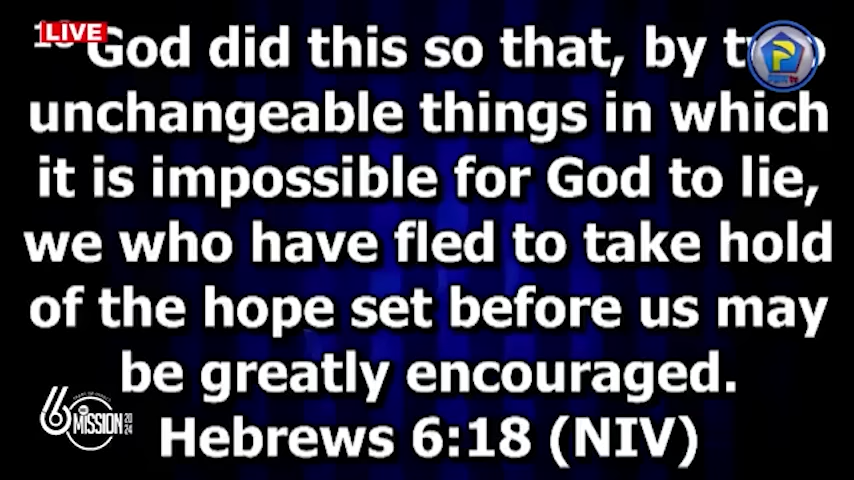 LIVE
God did this so that, by
unchangeable things in which
it is impossible for God to lie,
we who have fled to take hold
of the hope set before us may
be greatly encouraged.
Hebrews 6:18 (NIV)
6
MISSION
2024